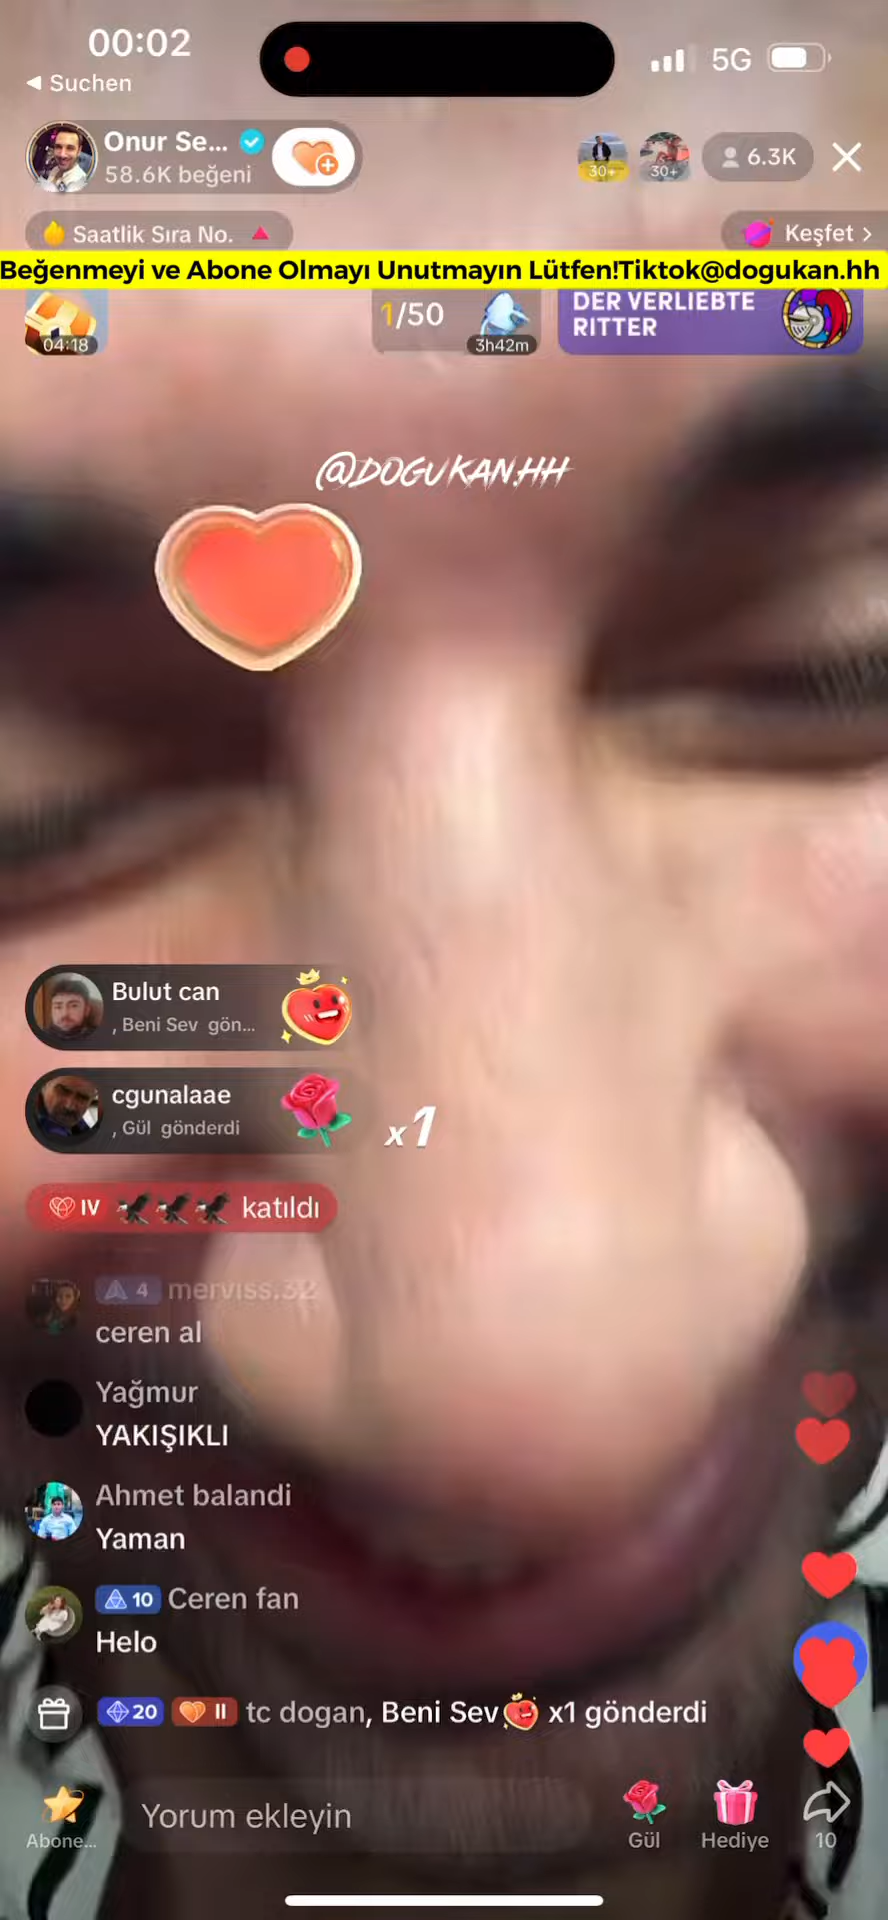 00:02
5G
Suchen
Onur Se...
58.6K beğeni
30+
30+
6.3K
Saatlik Sıra No.
Keşfet >
Beğenmeyi ve Abone Olmayı Unutmayın Lütfen!Tiktok@dogukan.hh
04:18
1/50
3h42m
DER VERLIEBTE
RITTER
@DOGUKAN.HH
Bulut can
, Beni Sev gön...
cgunalaae
, Gül gönderdi
x1
IV katıldı
4 merviss.32
ceren al
Yağmur
YAKIŞIKLI
Ahmet balandi
Yaman
10 Ceren fan
Helo
20 II tc dogan, Beni Sev x1 gönderdi
Yorum ekleyin
Abone...
Gül
Hediye
10